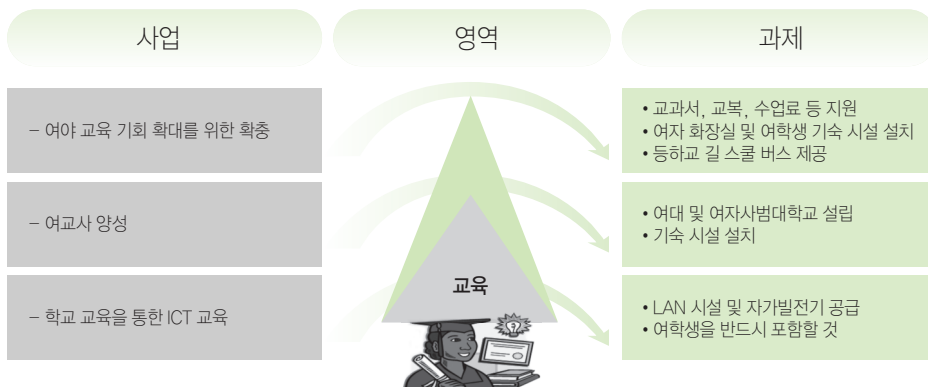 사업
영역
과제
– 여야 교육 기회 확대를 위한 확충
• 교과서, 교복, 수업료 등 지원
• 여자 화장실 및 여학생 기숙 시설 설치
• 등하교 길 스쿨 버스 제공
– 여교사 양성
• 여대 및 여자사범대학교 설립
• 기숙 시설 설치
교육
– 학교 교육을 통한 ICT 교육
• LAN 시설 및 자가빌전기 공급
• 여학생을 반드시 포함할 것